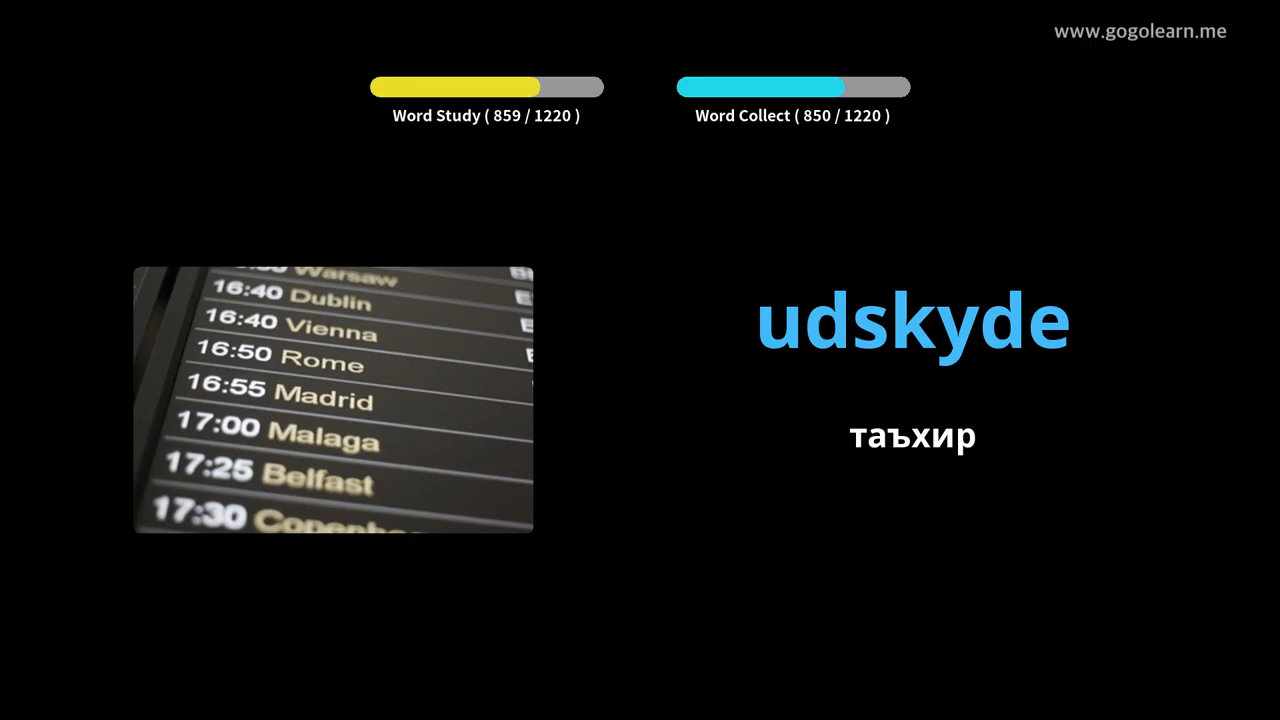 www.gogolearn.me
Word Study ( 859 / 1220 )
Word Collect ( 850 / 1220 )
Warsaw
16:40 Dublin
16:40 Vienna
16:50 Rome
16:55 Madrid
17:00 Malaga
17:25 Belfast
17:30
udskyde
таъхир